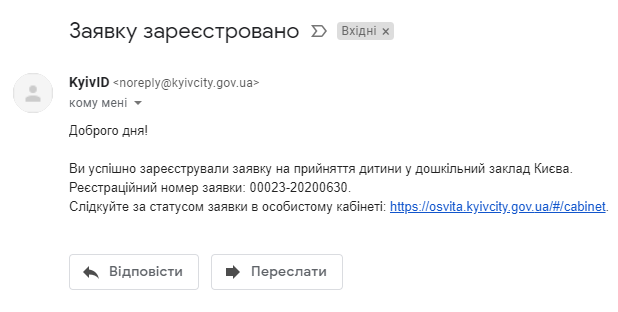 Заявку зареєстровано Вхідні ×
KyivID <noreply@kyivcity.gov.ua>
кому мені
Доброго дня!
Ви успішно зареєстрували заявку на прийняття дитини у дошкільний заклад Києва.
Реєстраційний номер заявки: 00023-20200630.
Слідкуйте за статусом заявки в особистому кабінеті: https://osvita.kyivcity.gov.ua/#/cabinet.
Відповісти Переслати